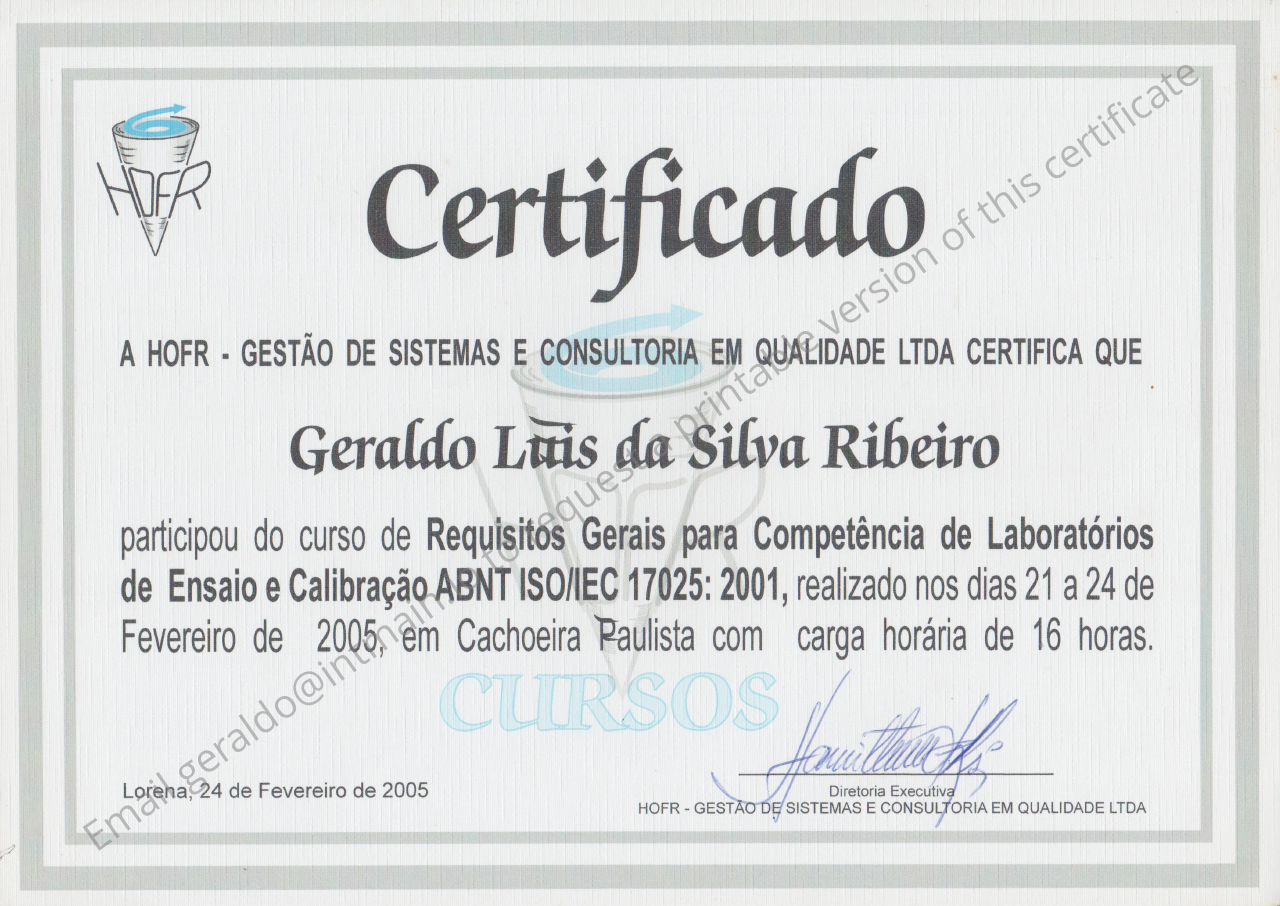 HOFR
Certificado
A HOFR - GESTÃO DE SISTEMAS E CONSULTORIA EM QUALIDADE LTDA CERTIFICA QUE
Geraldo Luis da Silva Ribeiro
participou do curso de Requisitos Gerais para Competência de Laboratórios
de Ensaio e Calibração ABNT ISO/IEC 17025: 2001, realizado nos dias 21 a 24 de
Fevereiro de 2005, em Cachoeira Paulista com carga horária de 16 horas.
CURSOS
Lorena, 24 de Fevereiro de 2005
Diretoria Executiva
HOFR - GESTÃO DE SISTEMAS E CONSULTORIA EM QUALIDADE LTDA
Email geraldo@intmain.io to request a printable version of this certificate